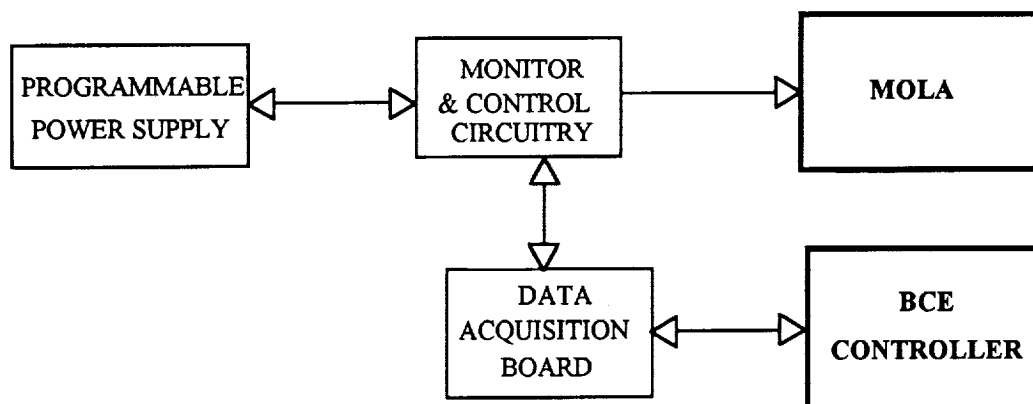 PROGRAMMABLE
POWER SUPPLY
MONITOR
& CONTROL
CIRCUITRY
MOLA
DATA
ACQUISITION
BOARD
BCE
CONTROLLER